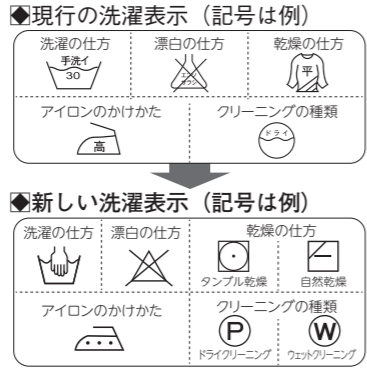 ◆現行の洗濯表示（記号は例）
洗濯の仕方 漂白の仕方 乾燥の仕方
手洗イ
30
エンソ
サラシ
平
アイロンのかけかた クリーニングの種類
高
ドライ
◆新しい洗濯表示（記号は例）
洗濯の仕方 漂白の仕方 乾燥の仕方
タンブル乾燥 自然乾燥
アイロンのかけかた クリーニングの種類
P W
ドライクリーニング ウェットクリーニング